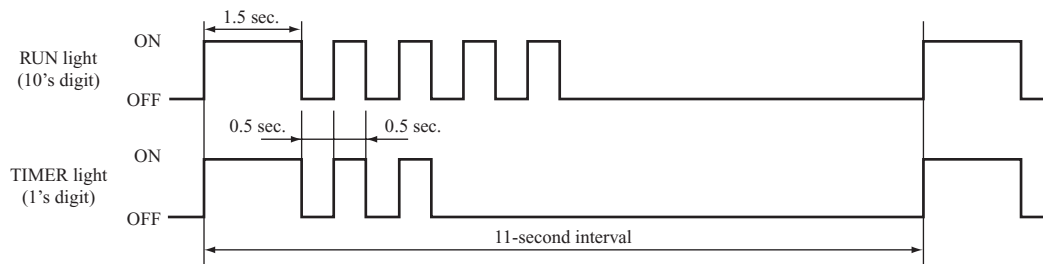 1.5 sec.
ON
RUN light
(10's digit)
OFF
0.5 sec.
0.5 sec.
ON
TIMER light
(1's digit)
OFF
11-second interval